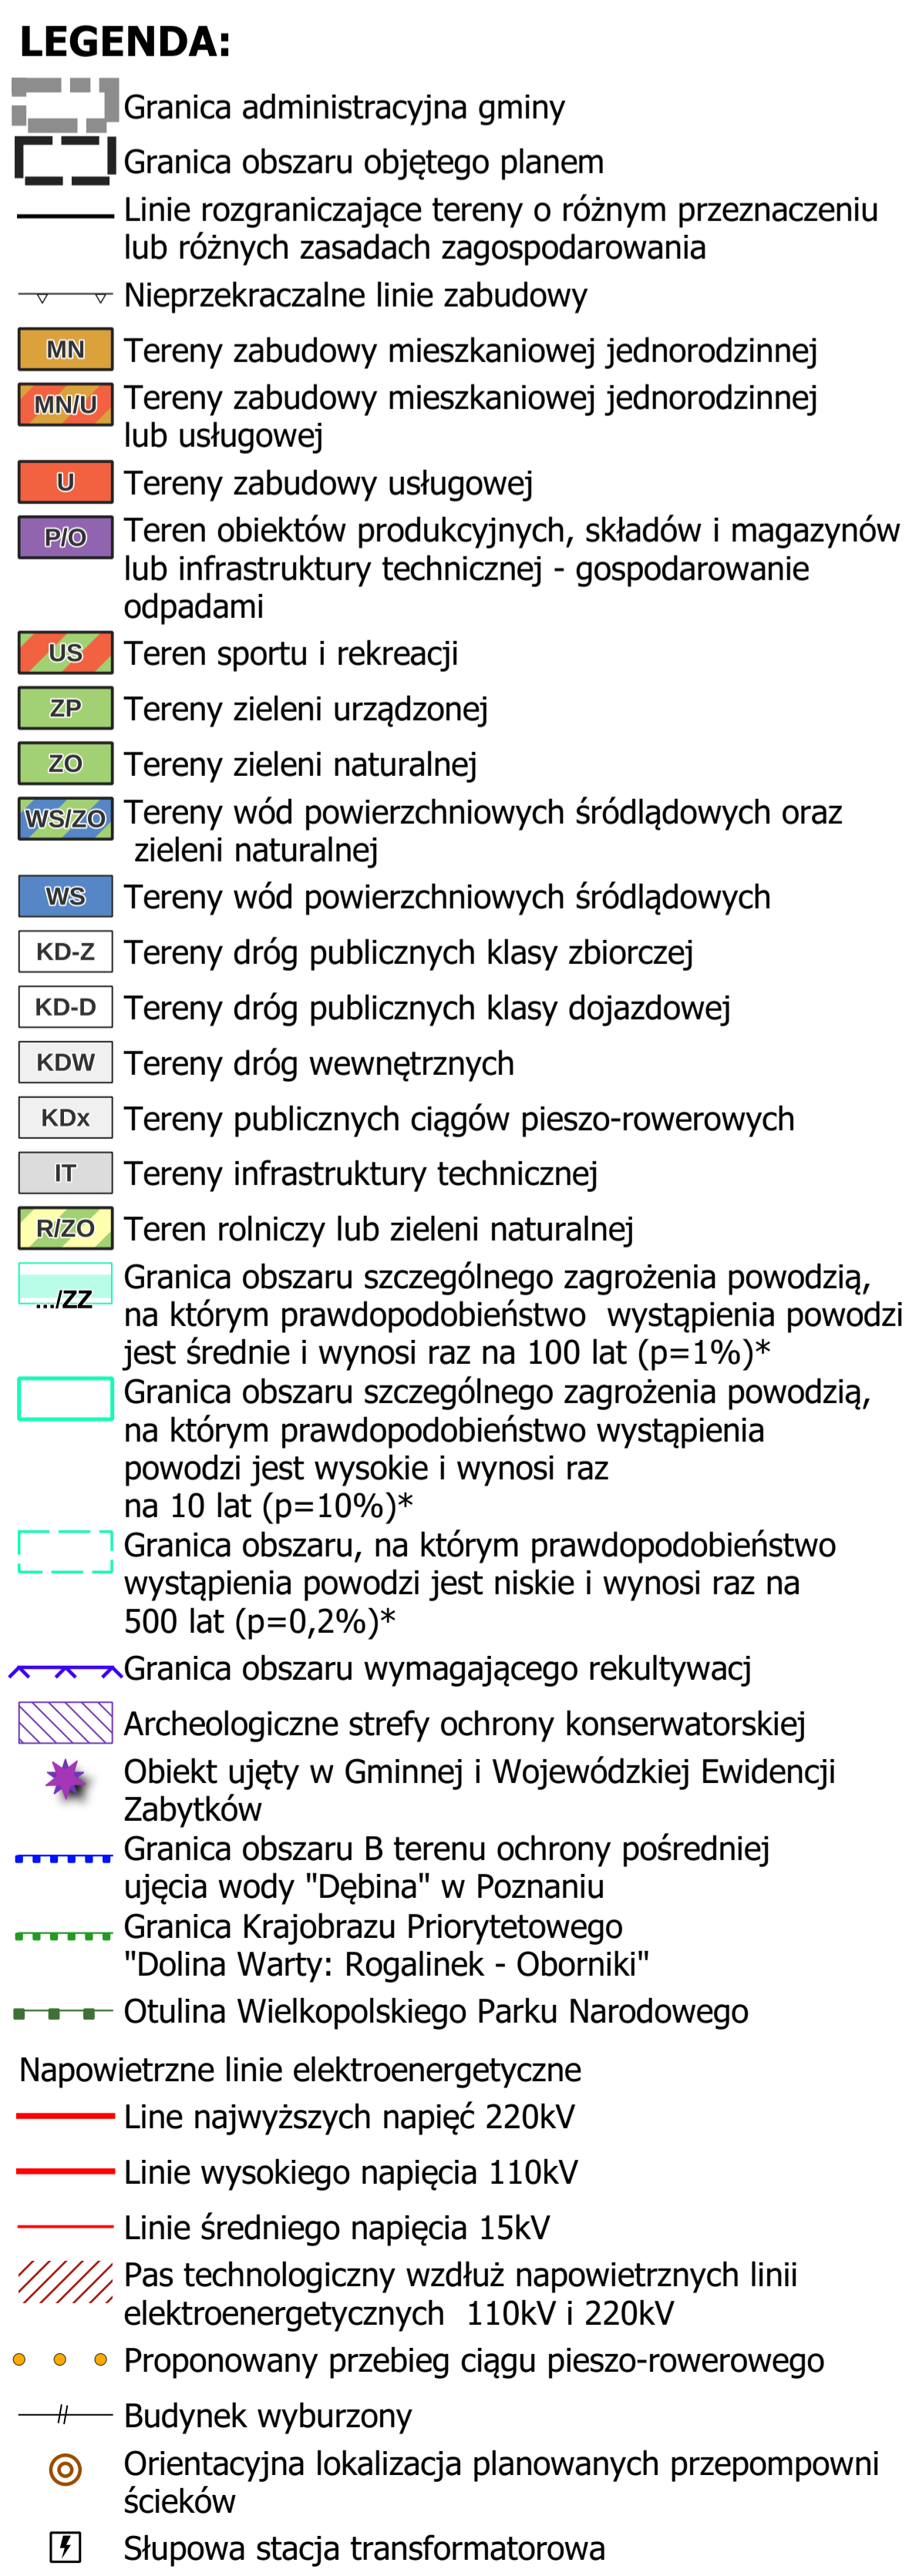 LEGENDA:
Granica administracyjna gminy
Granica obszaru objętego planem
Linie rozgraniczające tereny o różnym przeznaczeniu
lub różnych zasadach zagospodarowania
Nieprzekraczalne linie zabudowy
MN Tereny zabudowy mieszkaniowej jednorodzinnej
MN/U Tereny zabudowy mieszkaniowej jednorodzinnej
lub usługowej
U Tereny zabudowy usługowej
P/O Teren obiektów produkcyjnych, składów i magazynów
lub infrastruktury technicznej - gospodarowanie
odpadami
US Teren sportu i rekreacji
ZP Tereny zieleni urządzonej
ZO Tereny zieleni naturalnej
WS/ZO Tereny wód powierzchniowych śródlądowych oraz
zieleni naturalnej
WS Tereny wód powierzchniowych śródlądowych
KD-Z Tereny dróg publicznych klasy zbiorczej
KD-D Tereny dróg publicznych klasy dojazdowej
KDW Tereny dróg wewnętrznych
KDx Tereny publicznych ciągów pieszo-rowerowych
IT Tereny infrastruktury technicznej
R/ZO Teren rolniczy lub zieleni naturalnej
.../ZZ Granica obszaru szczególnego zagrożenia powodzią,
na którym prawdopodobieństwo wystąpienia powodzi
jest średnie i wynosi raz na 100 lat (p=1%)*
Granica obszaru szczególnego zagrożenia powodzią,
na którym prawdopodobieństwo wystąpienia
powodzi jest wysokie i wynosi raz
na 10 lat (p=10%)*
Granica obszaru, na którym prawdopodobieństwo
wystąpienia powodzi jest niskie i wynosi raz na
500 lat (p=0,2%)*
Granica obszaru wymagającego rekultywacj
Archeologiczne strefy ochrony konserwatorskiej
Obiekt ujęty w Gminnej i Wojewódzkiej Ewidencji
Zabytków
Granica obszaru B terenu ochrony pośredniej
ujęcia wody "Dębina" w Poznaniu
Granica Krajobrazu Priorytetowego
"Dolina Warty: Rogalinek - Oborniki"
Otulina Wielkopolskiego Parku Narodowego
Napowietrzne linie elektroenergetyczne
Line najwyższych napięć 220kV
Linie wysokiego napięcia 110kV
Linie średniego napięcia 15kV
Pas technologiczny wzdłuż napowietrznych linii
elektroenergetycznych 110kV i 220kV
Proponowany przebieg ciągu pieszo-rowerowego
Budynek wyburzony
Orientacyjna lokalizacja planowanych przepompowni
ścieków
Słupowa stacja transformatorowa